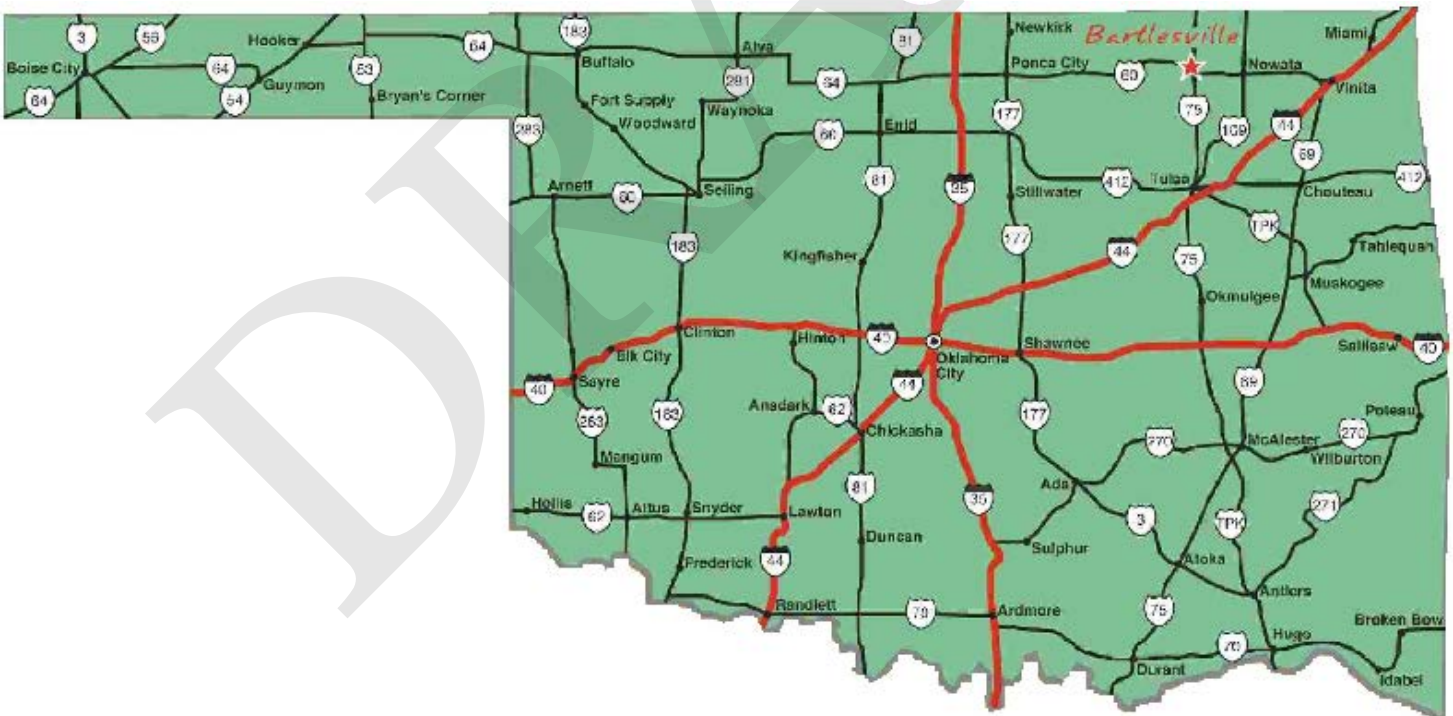 3
56
Hooker
64
183
Alva
81
Newkirk
Bartlesville
Miami
Boise City
64
Guymon
83
Buffalo
281
64
Ponca City
60
Nowata
Vinita
64
54
Bryan's Corner
Fort Supply
Waynoka
Woodward
283
177
75
169
44
69
60
Enid
Arnett
60
Seiling
81
35
Stillwater
412
Tulsa
Chouteau
412
183
177
44
75
TPK
Tahlequah
Kingfisher
Muskogee
Okmulgee
Clinton
Hinton
40
Oklahoma
City
Shawnee
Sallisaw
40
Elk City
40
Sayre
44
69
283
183
Anadark
62
Chickasha
177
Poteau
270
McAlester
270
Wilburton
Mangum
Ada
81
35
Hollis
62
Altus
Snyder
Lawton
3
TPK
271
Duncan
Sulphur
Frederick
44
Atoka
Antlers
Randlett
70
Ardmore
75
Broken Bow
Hugo
70
Durant
Idabel